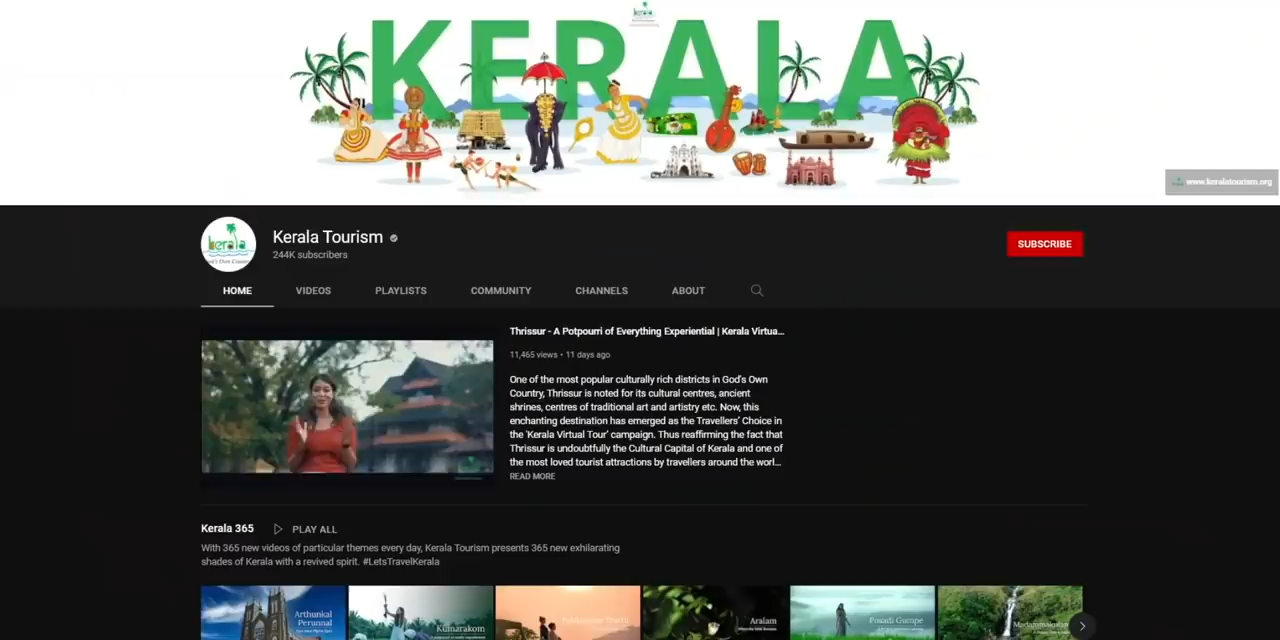 KERALA
kerala
www.keralatourism.org
kerala
Kerala Tourism
244K subscribers
SUBSCRIBE
HOME VIDEOS PLAYLISTS COMMUNITY CHANNELS ABOUT
Thrissur - A Potpourri of Everything Experiential | Kerala Virtua...
11,465 views • 11 days ago
One of the most popular culturally rich districts in God's Own
Country, Thrissur is noted for its cultural centres, ancient
shrines, centres of traditional art and artistry etc. Now, this
enchanting destination has emerged as the Travellers' Choice in
the 'Kerala Virtual Tour' campaign. Thus reaffirming the fact that
Thrissur is undoubtfully the Cultural Capital of Kerala and one of
the most loved tourist attractions by travellers around the worl...
READ MORE
Kerala 365 PLAY ALL
With 365 new videos of particular themes every day, Kerala Tourism presents 365 new exhilarating
shades of Kerala with a revived spirit. #LetsTravelKerala
Arthunkal
Perunnal
Kumarakom
Aralam